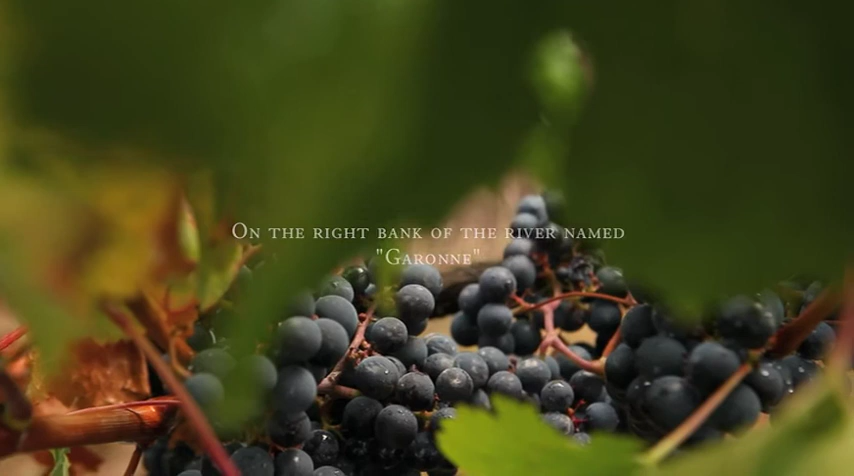 On the right bank of the river named
"Garonne"